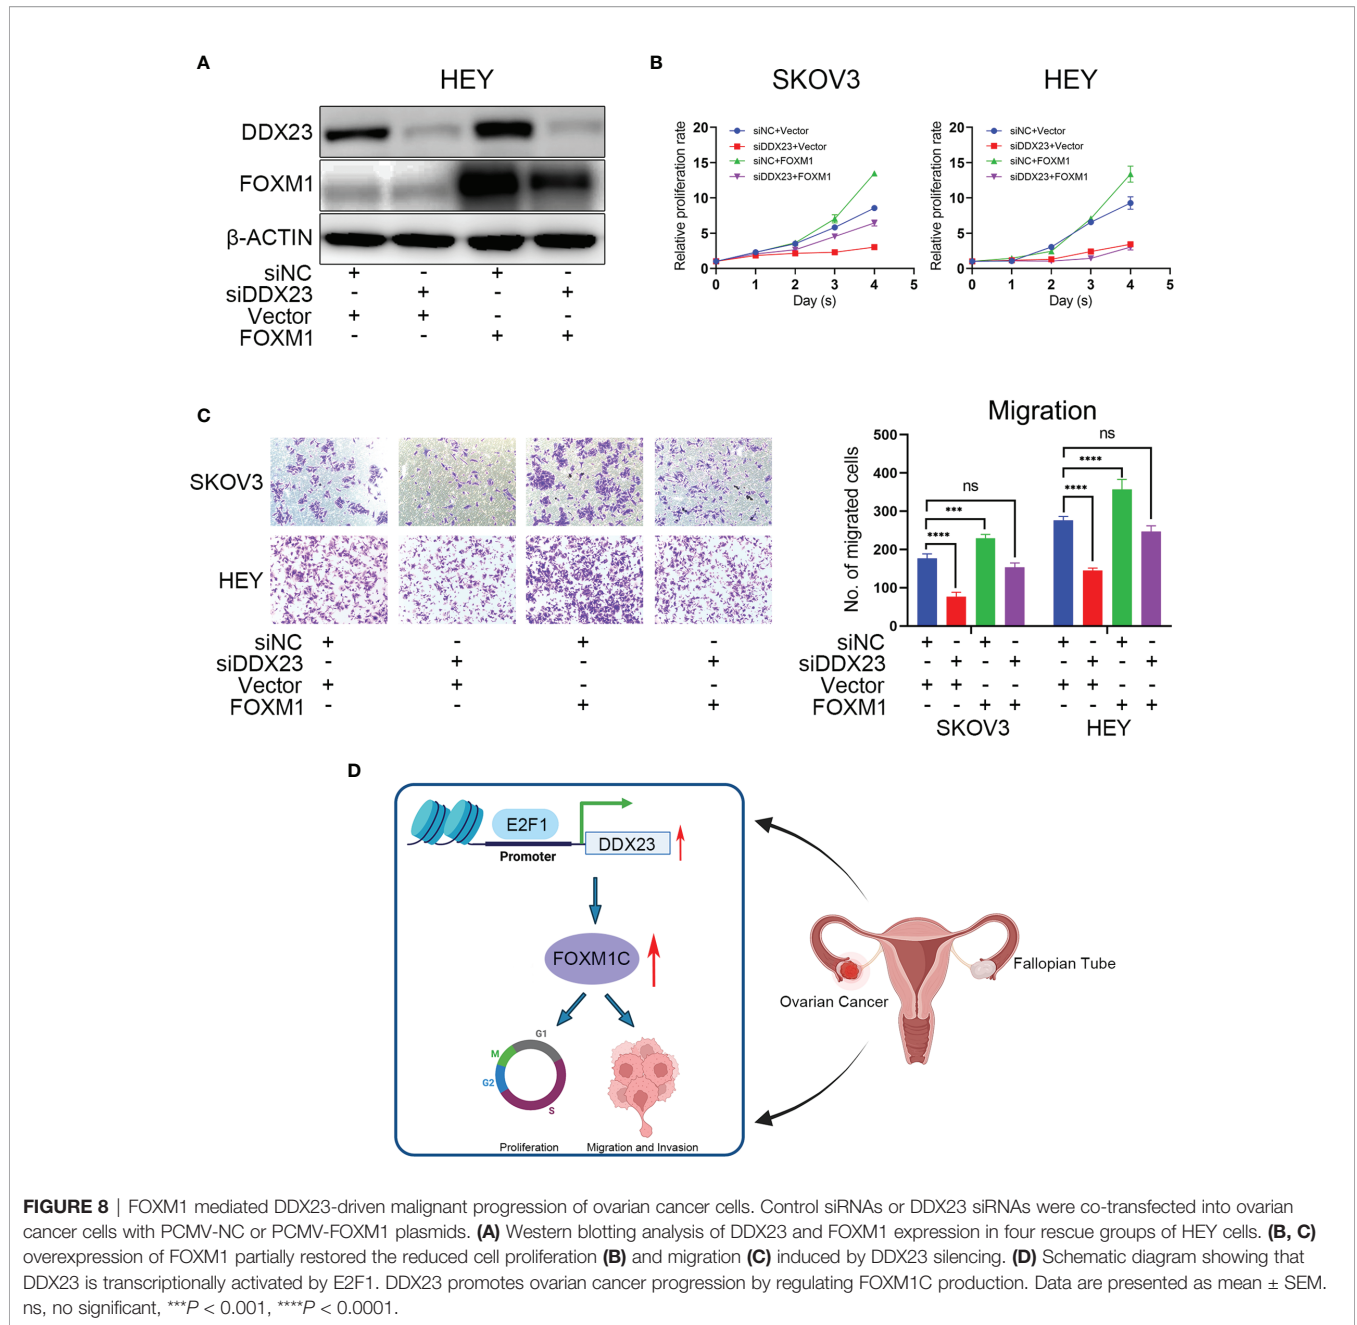 A
HEY
DDX23
FOXM1
β-ACTIN
siNC + - + -
siDDX23 - + - +
Vector + + - -
FOXM1 - - + +
B
SKOV3
Relative proliferation rate
20
15
10
5
0
siNC+Vector
siDDX23+Vector
siNC+FOXM1
siDDX23+FOXM1
0 1 2 3 4 5
Day (s)
HEY
Relative proliferation rate
20
15
10
5
0
siNC+Vector
siDDX23+Vector
siNC+FOXM1
siDDX23+FOXM1
0 1 2 3 4 5
Day (s)
C
SKOV3
HEY
siNC + - + -
siDDX23 - + - +
Vector + + - -
FOXM1 - - + +
Migration
No. of migrated cells
500
400
300
200
100
0
ns
***
****
ns
****
****
siNC + - + - + - + -
siDDX23 - + - + - + - +
Vector + + - - + + - -
FOXM1 - - + + - - + +
SKOV3 HEY
D
E2F1
Promoter
DDX23
FOXM1C
G1
M
G2
S
Proliferation
Migration and Invasion
Ovarian Cancer
Fallopian Tube
FIGURE 8 | FOXM1 mediated DDX23-driven malignant progression of ovarian cancer cells. Control siRNAs or DDX23 siRNAs were co-transfected into ovarian
cancer cells with PCMV-NC or PCMV-FOXM1 plasmids. (A) Western blotting analysis of DDX23 and FOXM1 expression in four rescue groups of HEY cells. (B, C)
overexpression of FOXM1 partially restored the reduced cell proliferation (B) and migration (C) induced by DDX23 silencing. (D) Schematic diagram showing that
DDX23 is transcriptionally activated by E2F1. DDX23 promotes ovarian cancer progression by regulating FOXM1C production. Data are presented as mean ± SEM.
ns, no significant, ***P < 0.001, ****P < 0.0001.